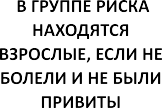 В ГРУППЕ РИСКА
НАХОДЯТСЯ
ВЗРОСЛЫЕ, ЕСЛИ НЕ
БОЛЕЛИ И НЕ БЫЛИ
ПРИВИТЫ